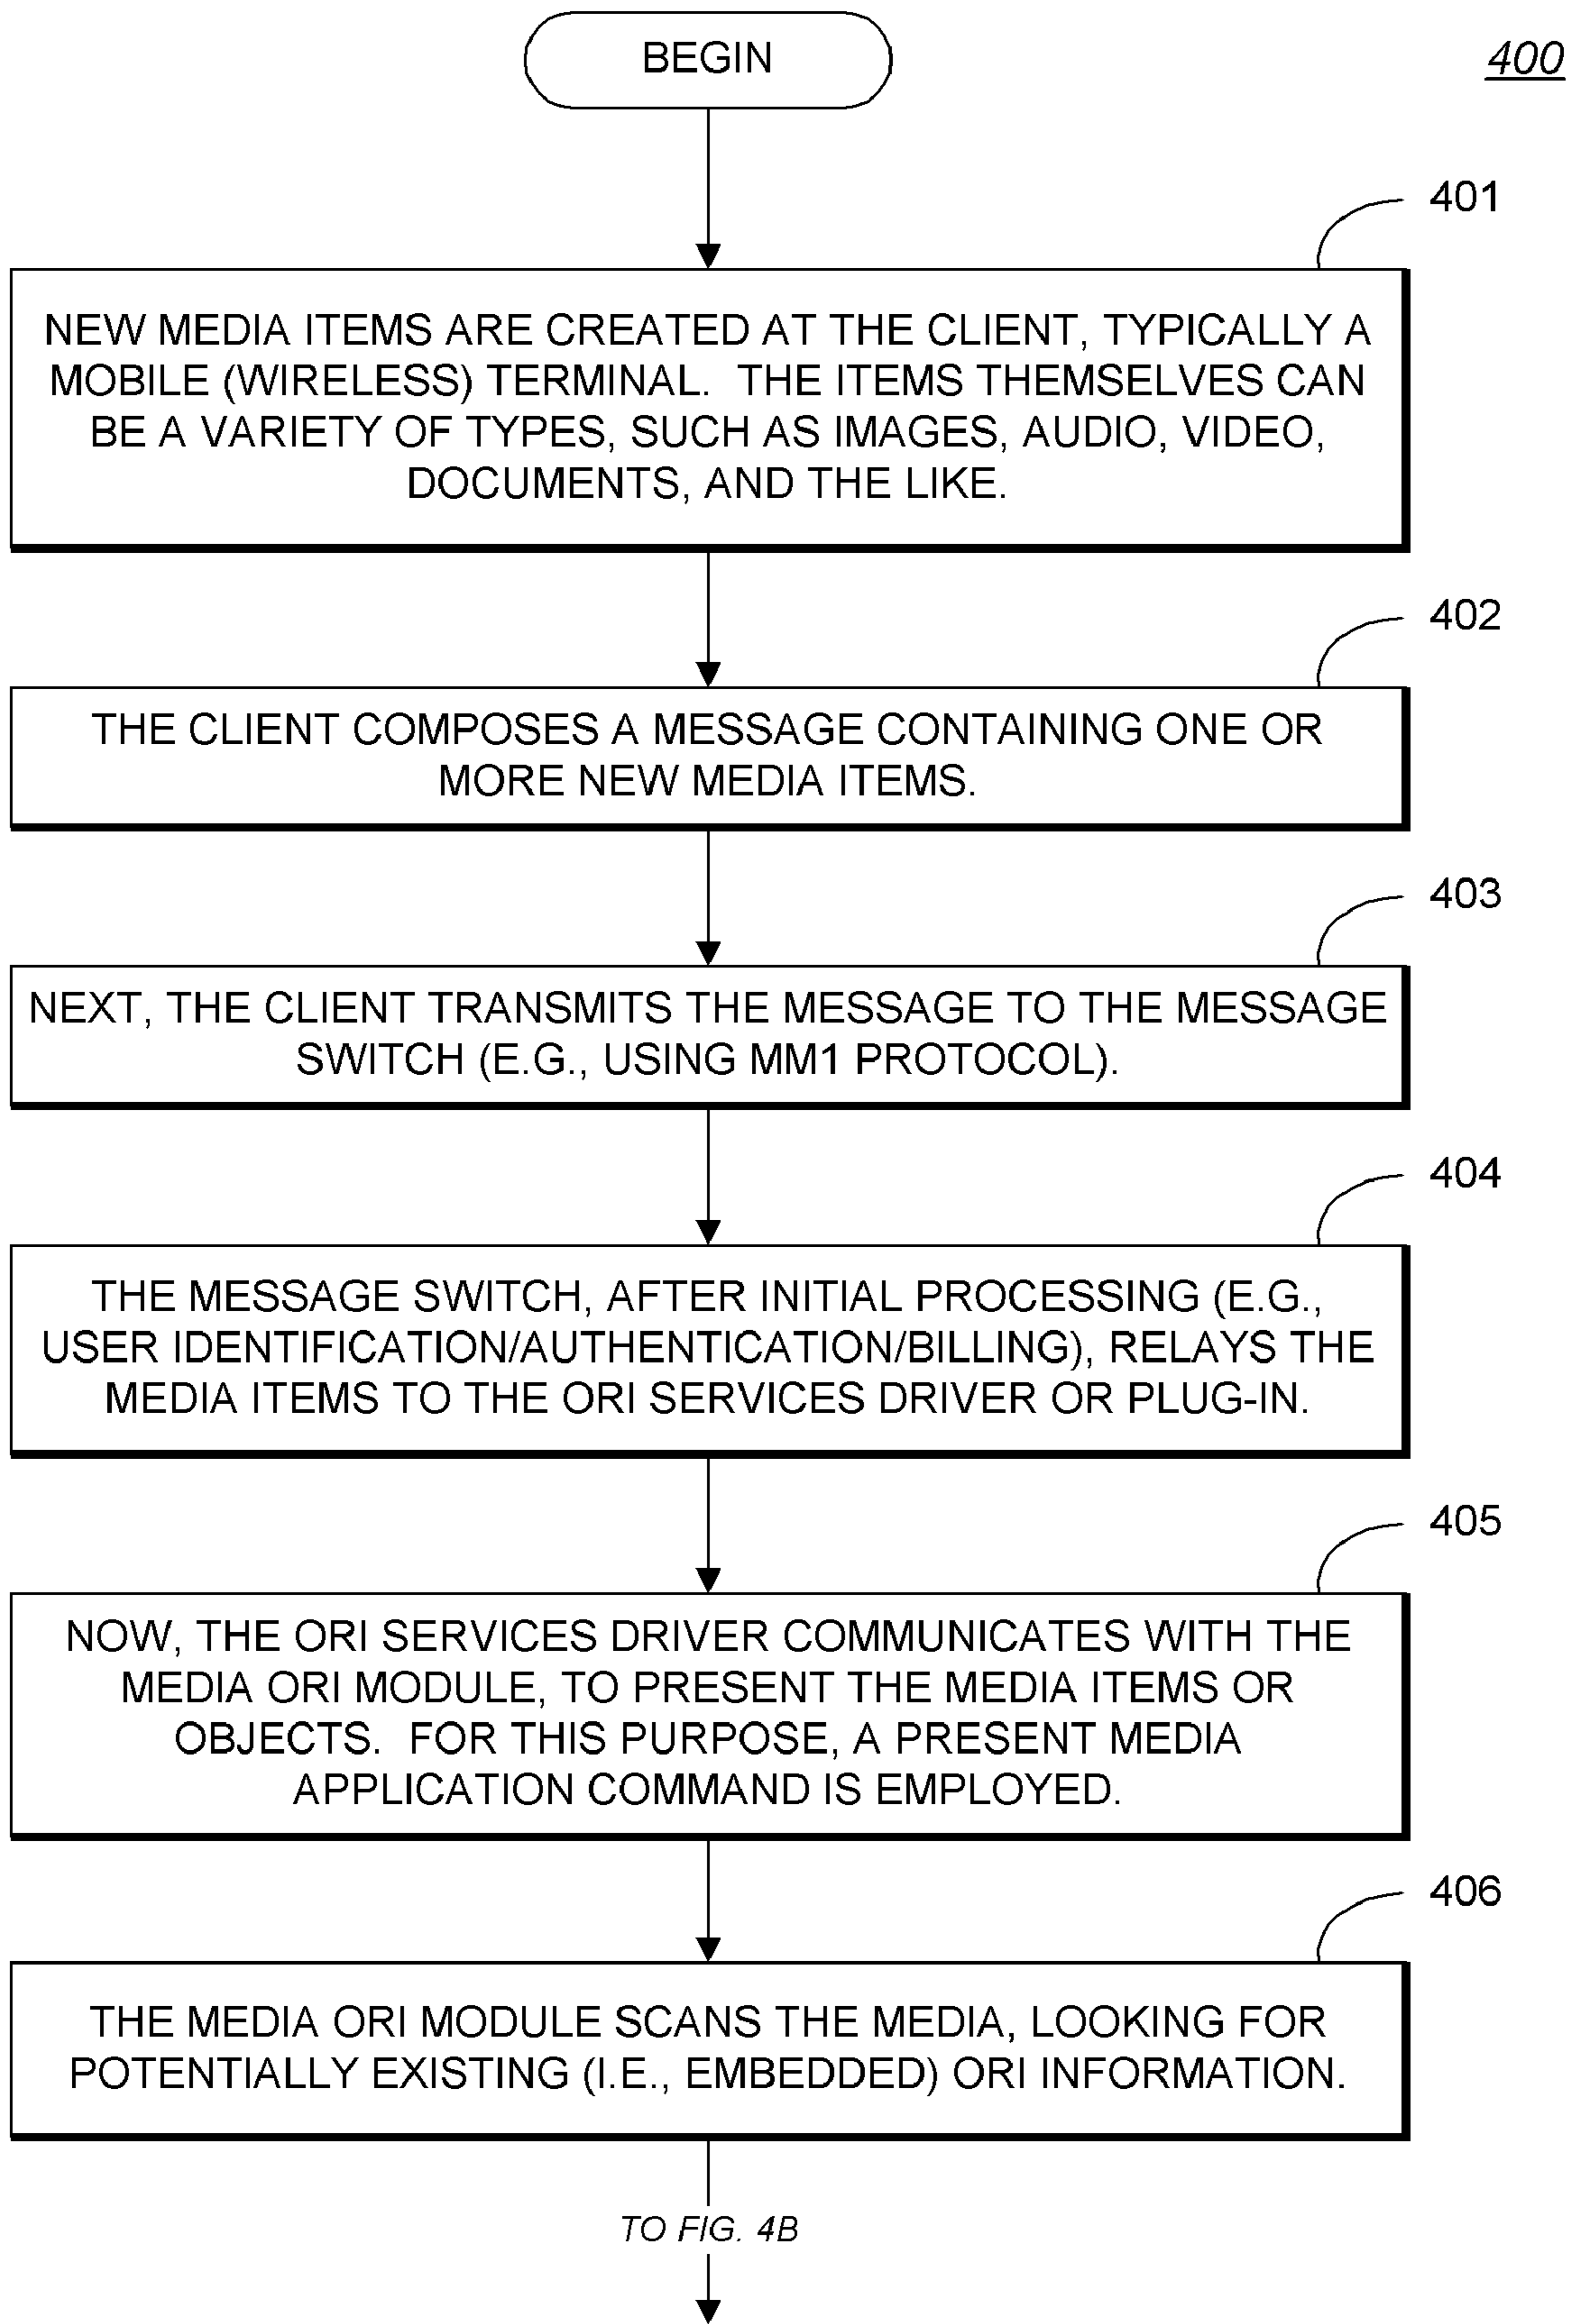 BEGIN
400
401
NEW MEDIA ITEMS ARE CREATED AT THE CLIENT, TYPICALLY A
MOBILE (WIRELESS) TERMINAL. THE ITEMS THEMSELVES CAN
BE A VARIETY OF TYPES, SUCH AS IMAGES, AUDIO, VIDEO,
DOCUMENTS, AND THE LIKE.
402
THE CLIENT COMPOSES A MESSAGE CONTAINING ONE OR
MORE NEW MEDIA ITEMS.
403
NEXT, THE CLIENT TRANSMITS THE MESSAGE TO THE MESSAGE
SWITCH (E.G., USING MM1 PROTOCOL).
404
THE MESSAGE SWITCH, AFTER INITIAL PROCESSING (E.G.,
USER IDENTIFICATION/AUTHENTICATION/BILLING), RELAYS THE
MEDIA ITEMS TO THE ORI SERVICES DRIVER OR PLUG-IN.
405
NOW, THE ORI SERVICES DRIVER COMMUNICATES WITH THE
MEDIA ORI MODULE, TO PRESENT THE MEDIA ITEMS OR
OBJECTS. FOR THIS PURPOSE, A PRESENT MEDIA
APPLICATION COMMAND IS EMPLOYED.
406
THE MEDIA ORI MODULE SCANS THE MEDIA, LOOKING FOR
POTENTIALLY EXISTING (I.E., EMBEDDED) ORI INFORMATION.
TO FIG. 4B